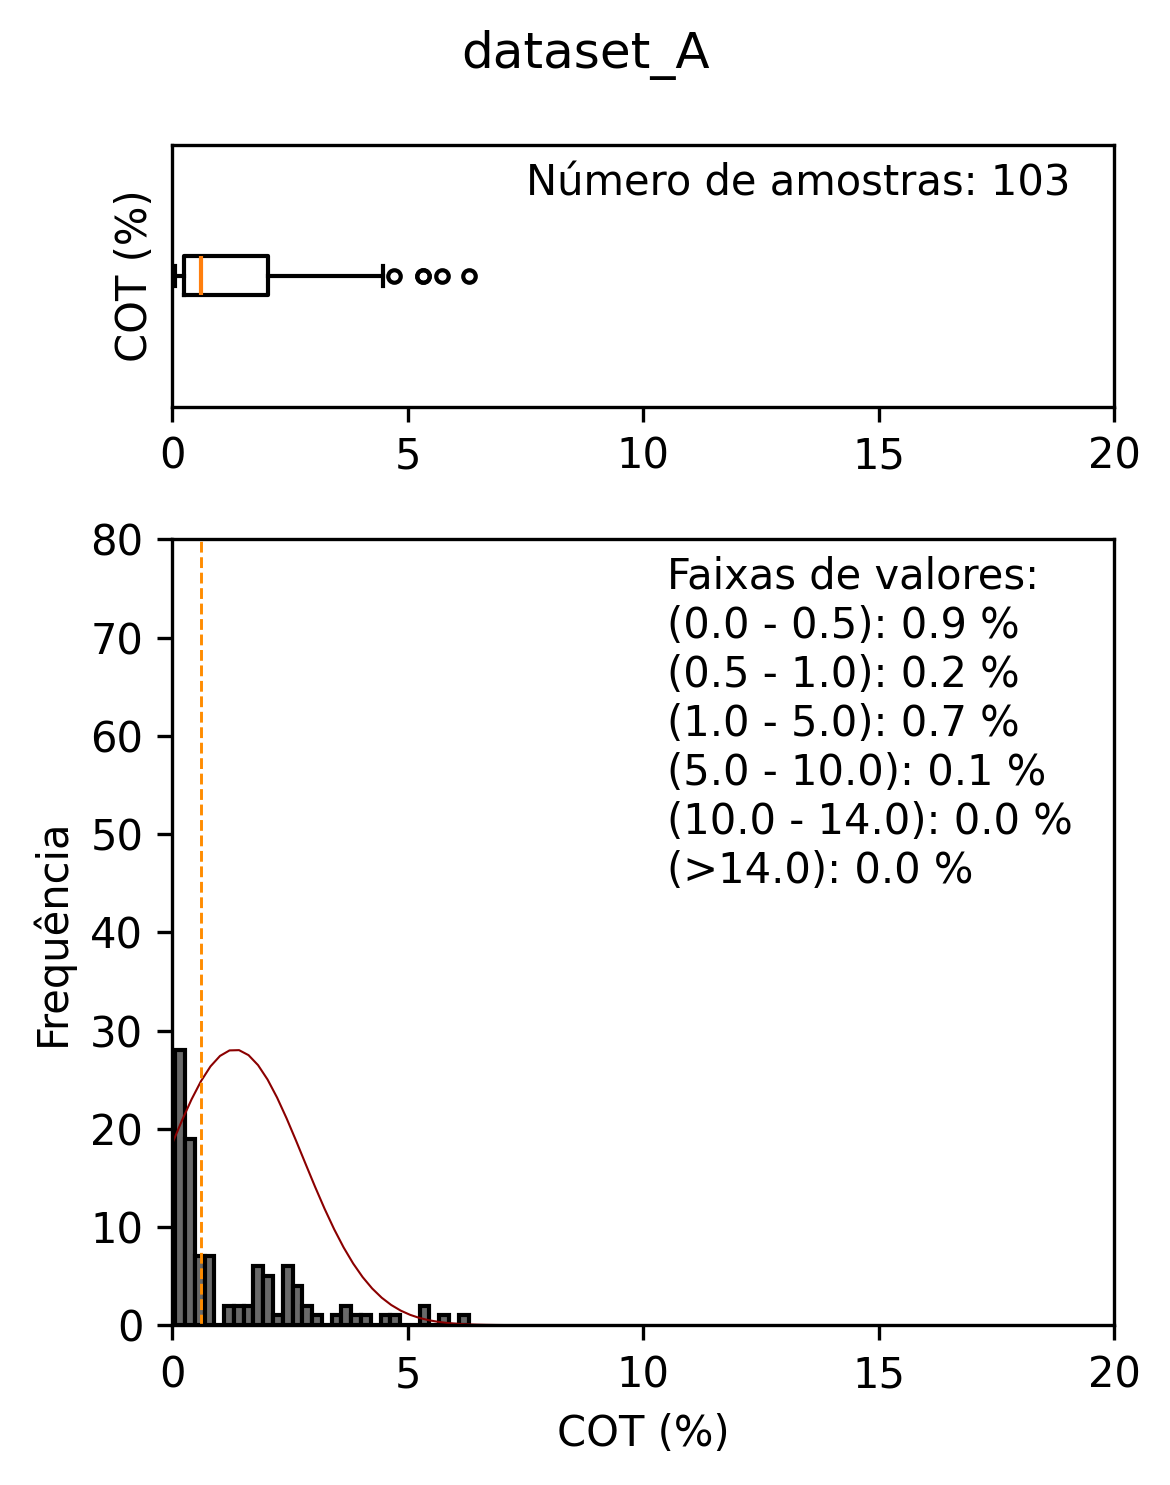 dataset_A
COT (%)
Número de amostras: 103
0 5 10 15 20
Frequência
80
70
60
50
40
30
20
10
0
Faixas de valores:
(0.0 - 0.5): 0.9 %
(0.5 - 1.0): 0.2 %
(1.0 - 5.0): 0.7 %
(5.0 - 10.0): 0.1 %
(10.0 - 14.0): 0.0 %
(>14.0): 0.0 %
0 5 10 15 20
COT (%)